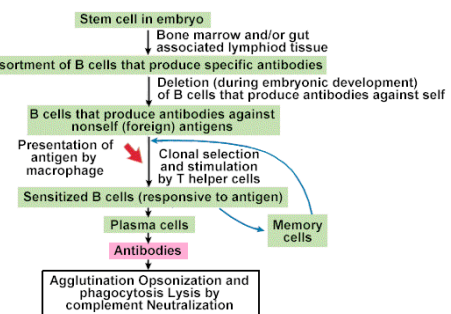 Stem cell in embryo
Bone marrow and/or gut
associated lymphiod tissue
sortment of B cells that produce specific antibodies
Deletion (during embryonic development)
of B cells that produce antibodies against self
B cells that produce antibodies against
nonself (foreign) antigens
Presentation of
antigen by
macrophage
Clonal selection
and stimulation
by T helper cells
Sensitized B cells (responsive to antigen)
Plasma cells
Memory
cells
Antibodies
Agglutination Opsonization and
phagocytosis Lysis by
complement Neutralization